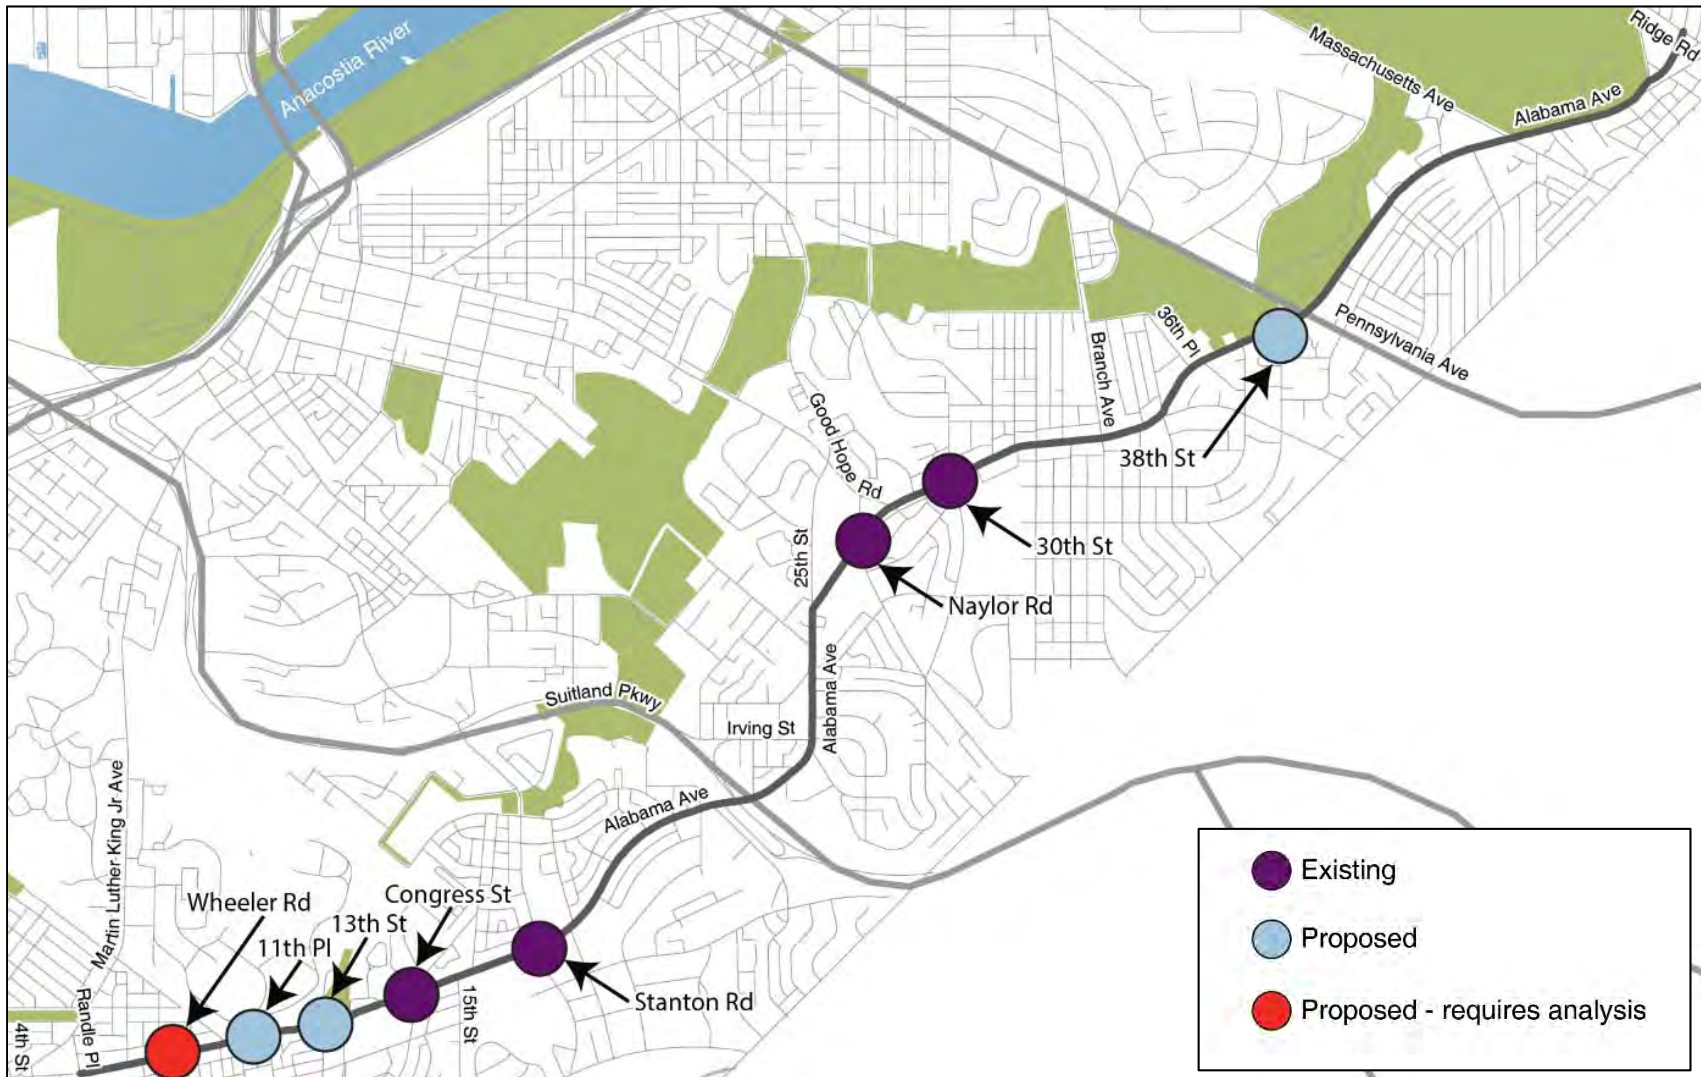 Ridge Rd
Massachusetts Ave
Anacostia River
Alabama Ave
36th Pl
Pennsylvania Ave
Branch Ave
Good Hope Rd
38th St
30th St
25th St
Naylor Rd
Alabama Ave
Suitland Pkwy
Irving St
Alabama Ave
Martin Luther King Jr Ave
Wheeler Rd
Congress St
13th St
11th Pl
Stanton Rd
15th St
Randle Pl
4th St
Existing
Proposed
Proposed - requires analysis